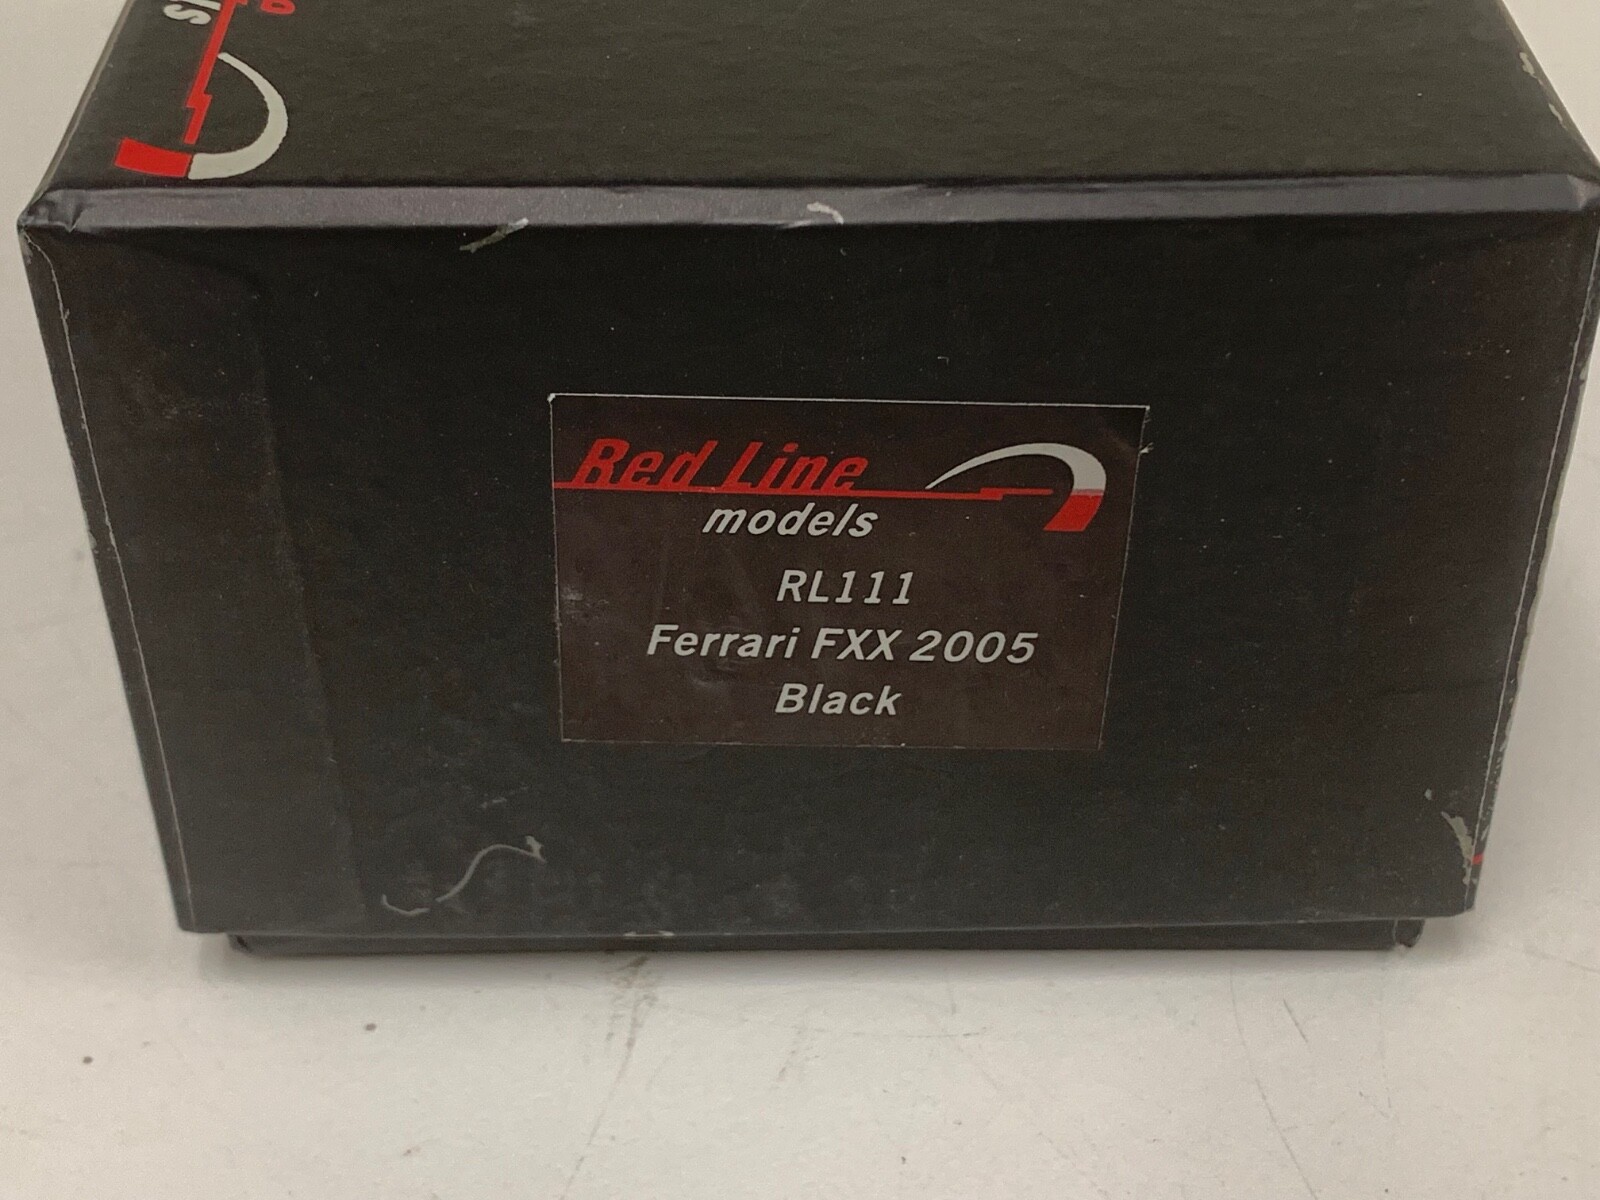 Red Line
models
RL111
Ferrari FXX 2005
Black